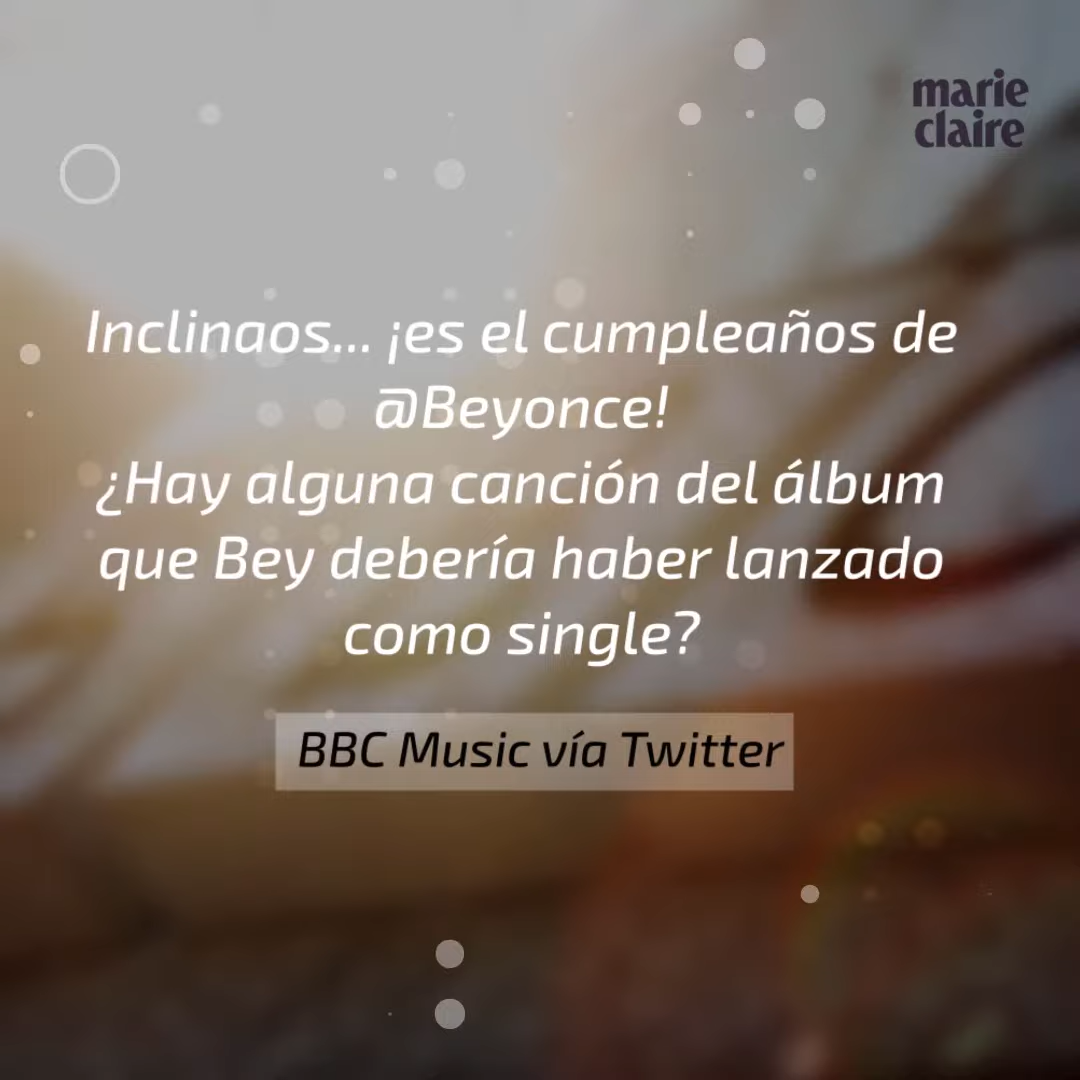 marie
claire
Inclinaos... ¡es el cumpleaños de
@Beyonce!
¿Hay alguna canción del álbum
que Bey debería haber lanzado
como single?
BBC Music vía Twitter